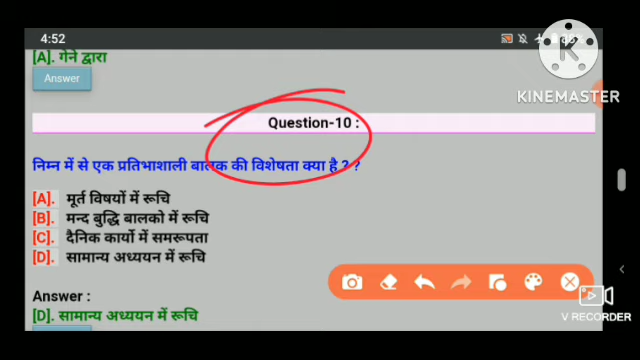 4:52
[A]. गेने द्वारा
Answer
KINEMASTER
Question-10 :
निम्न में से एक प्रतिभाशाली बालक की विशेषता क्या है ? ?
[A]. मूर्त विषयों में रूचि
[B]. मन्द बुद्धि बालको में रूचि
[C]. दैनिक कार्यो में समरूपता
[D]. सामान्य अध्ययन में रूचि
Answer :
[D]. सामान्य अध्ययन में रूचि
V RECORDER